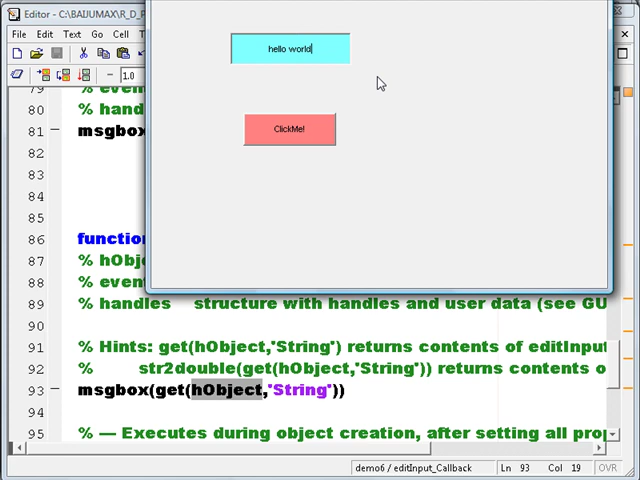 Editor - C:\BAIJUMAX\R_D_P
File Edit Text Go Cell T
1.0
79 % even
80 % hand
81 msgbox(
82
83
84
85
86 function
87 % hObje
88 % even
89 % handles structure with handles and user data (see GU
90
91 % Hints: get(hObject,'String') returns contents of editInput
92 % str2double(get(hObject,'String')) returns contents o
93 msgbox(get(hObject,'String'))
94
95 % --- Executes during object creation, after setting all prop
demo6 / editInput_Callback Ln 93 Col 19 OVR
hello world
ClickMe!